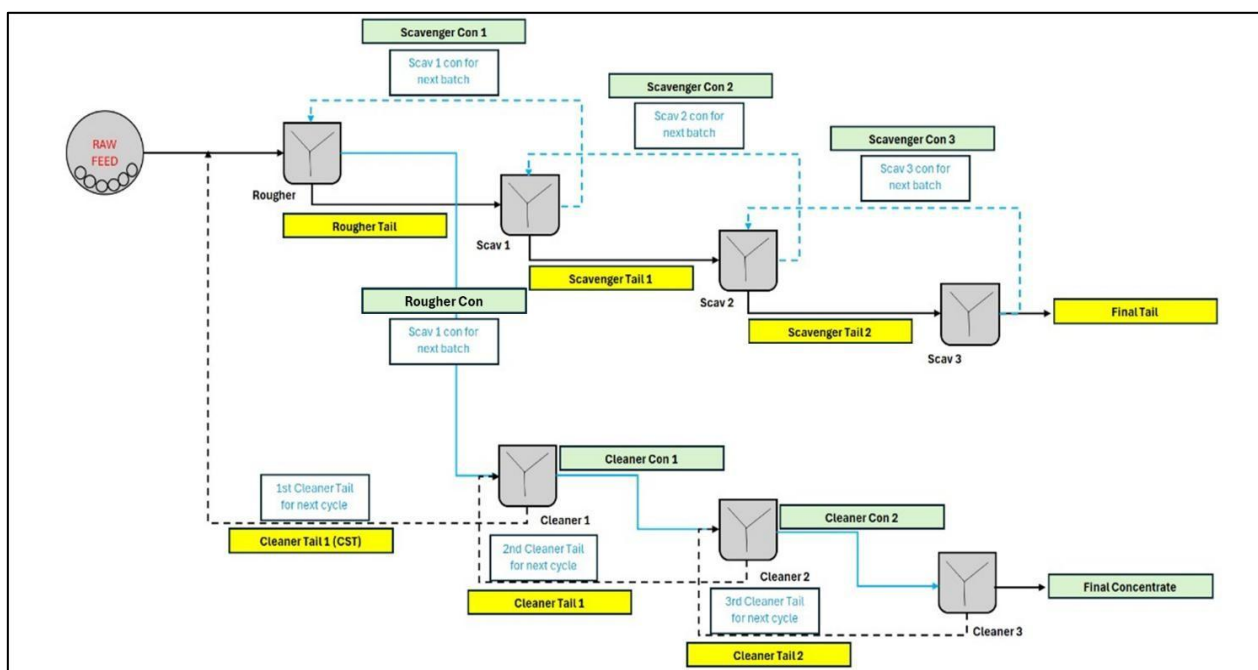 Scavenger Con 1
Scav 1 con for
next batch
Scavenger Con 2
Scav 2 con for
next batch
Scavenger Con 3
Scav 3 con for
next batch
RAW
FEED
Rougher
Rougher Tail
Scav 1
Scavenger Tail 1
Scav 2
Scavenger Tail 2
Scav 3
Final Tail
Rougher Con
Scav 1 con for
next batch
Cleaner Con 1
1st Cleaner Tail
for next cycle
Cleaner 1
Cleaner Tail 1 (CST)
Cleaner Con 2
2nd Cleaner Tail
for next cycle
Cleaner 2
Cleaner Tail 1
Final Concentrate
3rd Cleaner Tail
for next cycle
Cleaner 3
Cleaner Tail 2